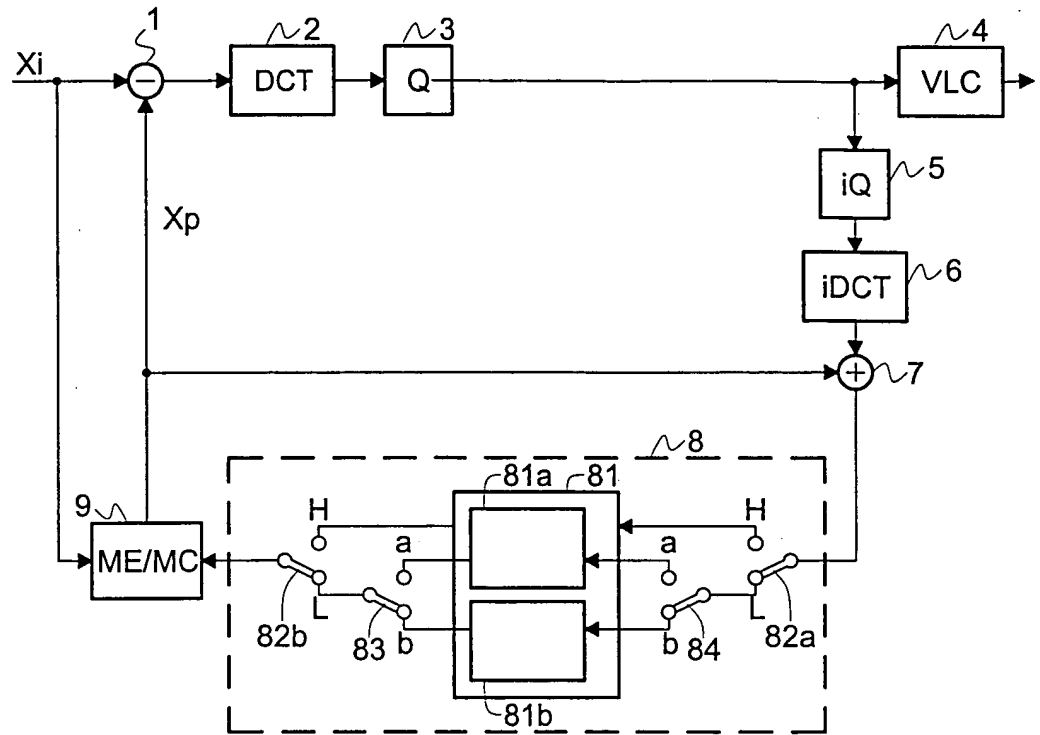 1
2
3
4
Xi
−
DCT
Q
VLC
iQ
5
Xp
iDCT
6
+
7
8
81a
81
9
H
H
ME/MC
a
a
L
L
82b
83
b
b
84
82a
81b